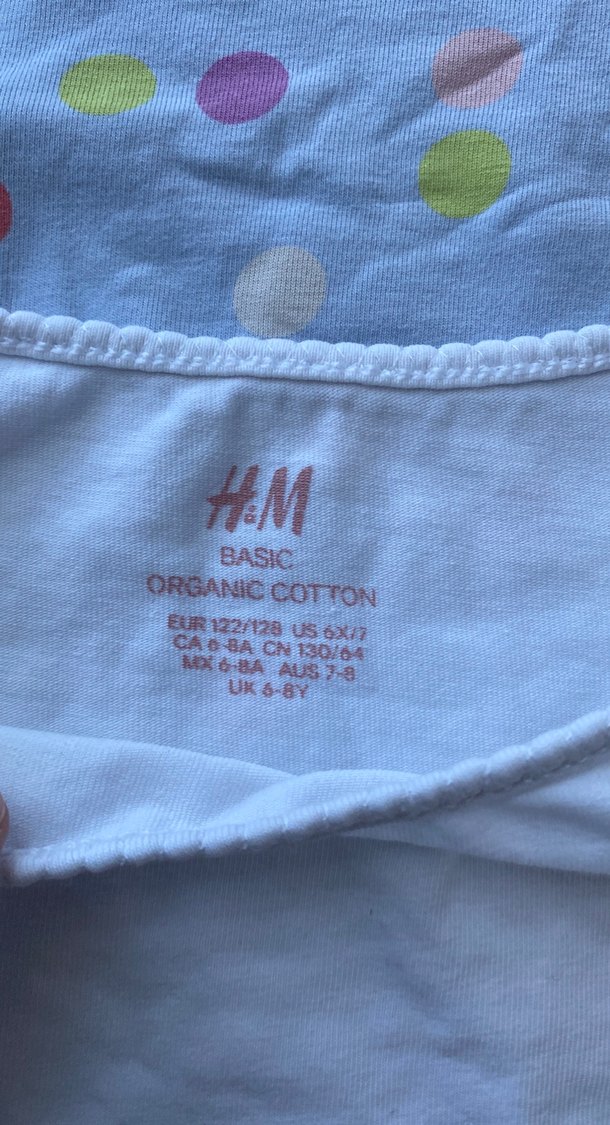 H&M
BASIC
ORGANIC COTTON
EUR 122/128 US 6X/7
CA 6-8A CN 130/64
MX 6-8A AUS 7-8
UK 6-8Y